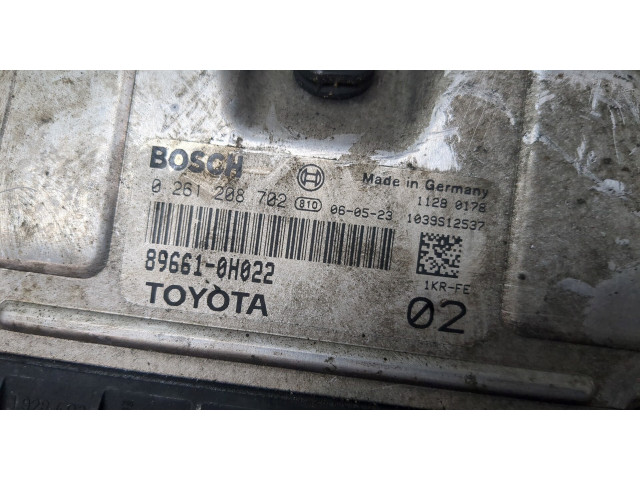 BOSCH
Made in Germany
0 261 208 702 810 06-05-23
1128 0178
1039S12537
89661-0H022
1KR-FE
TOYOTA
02